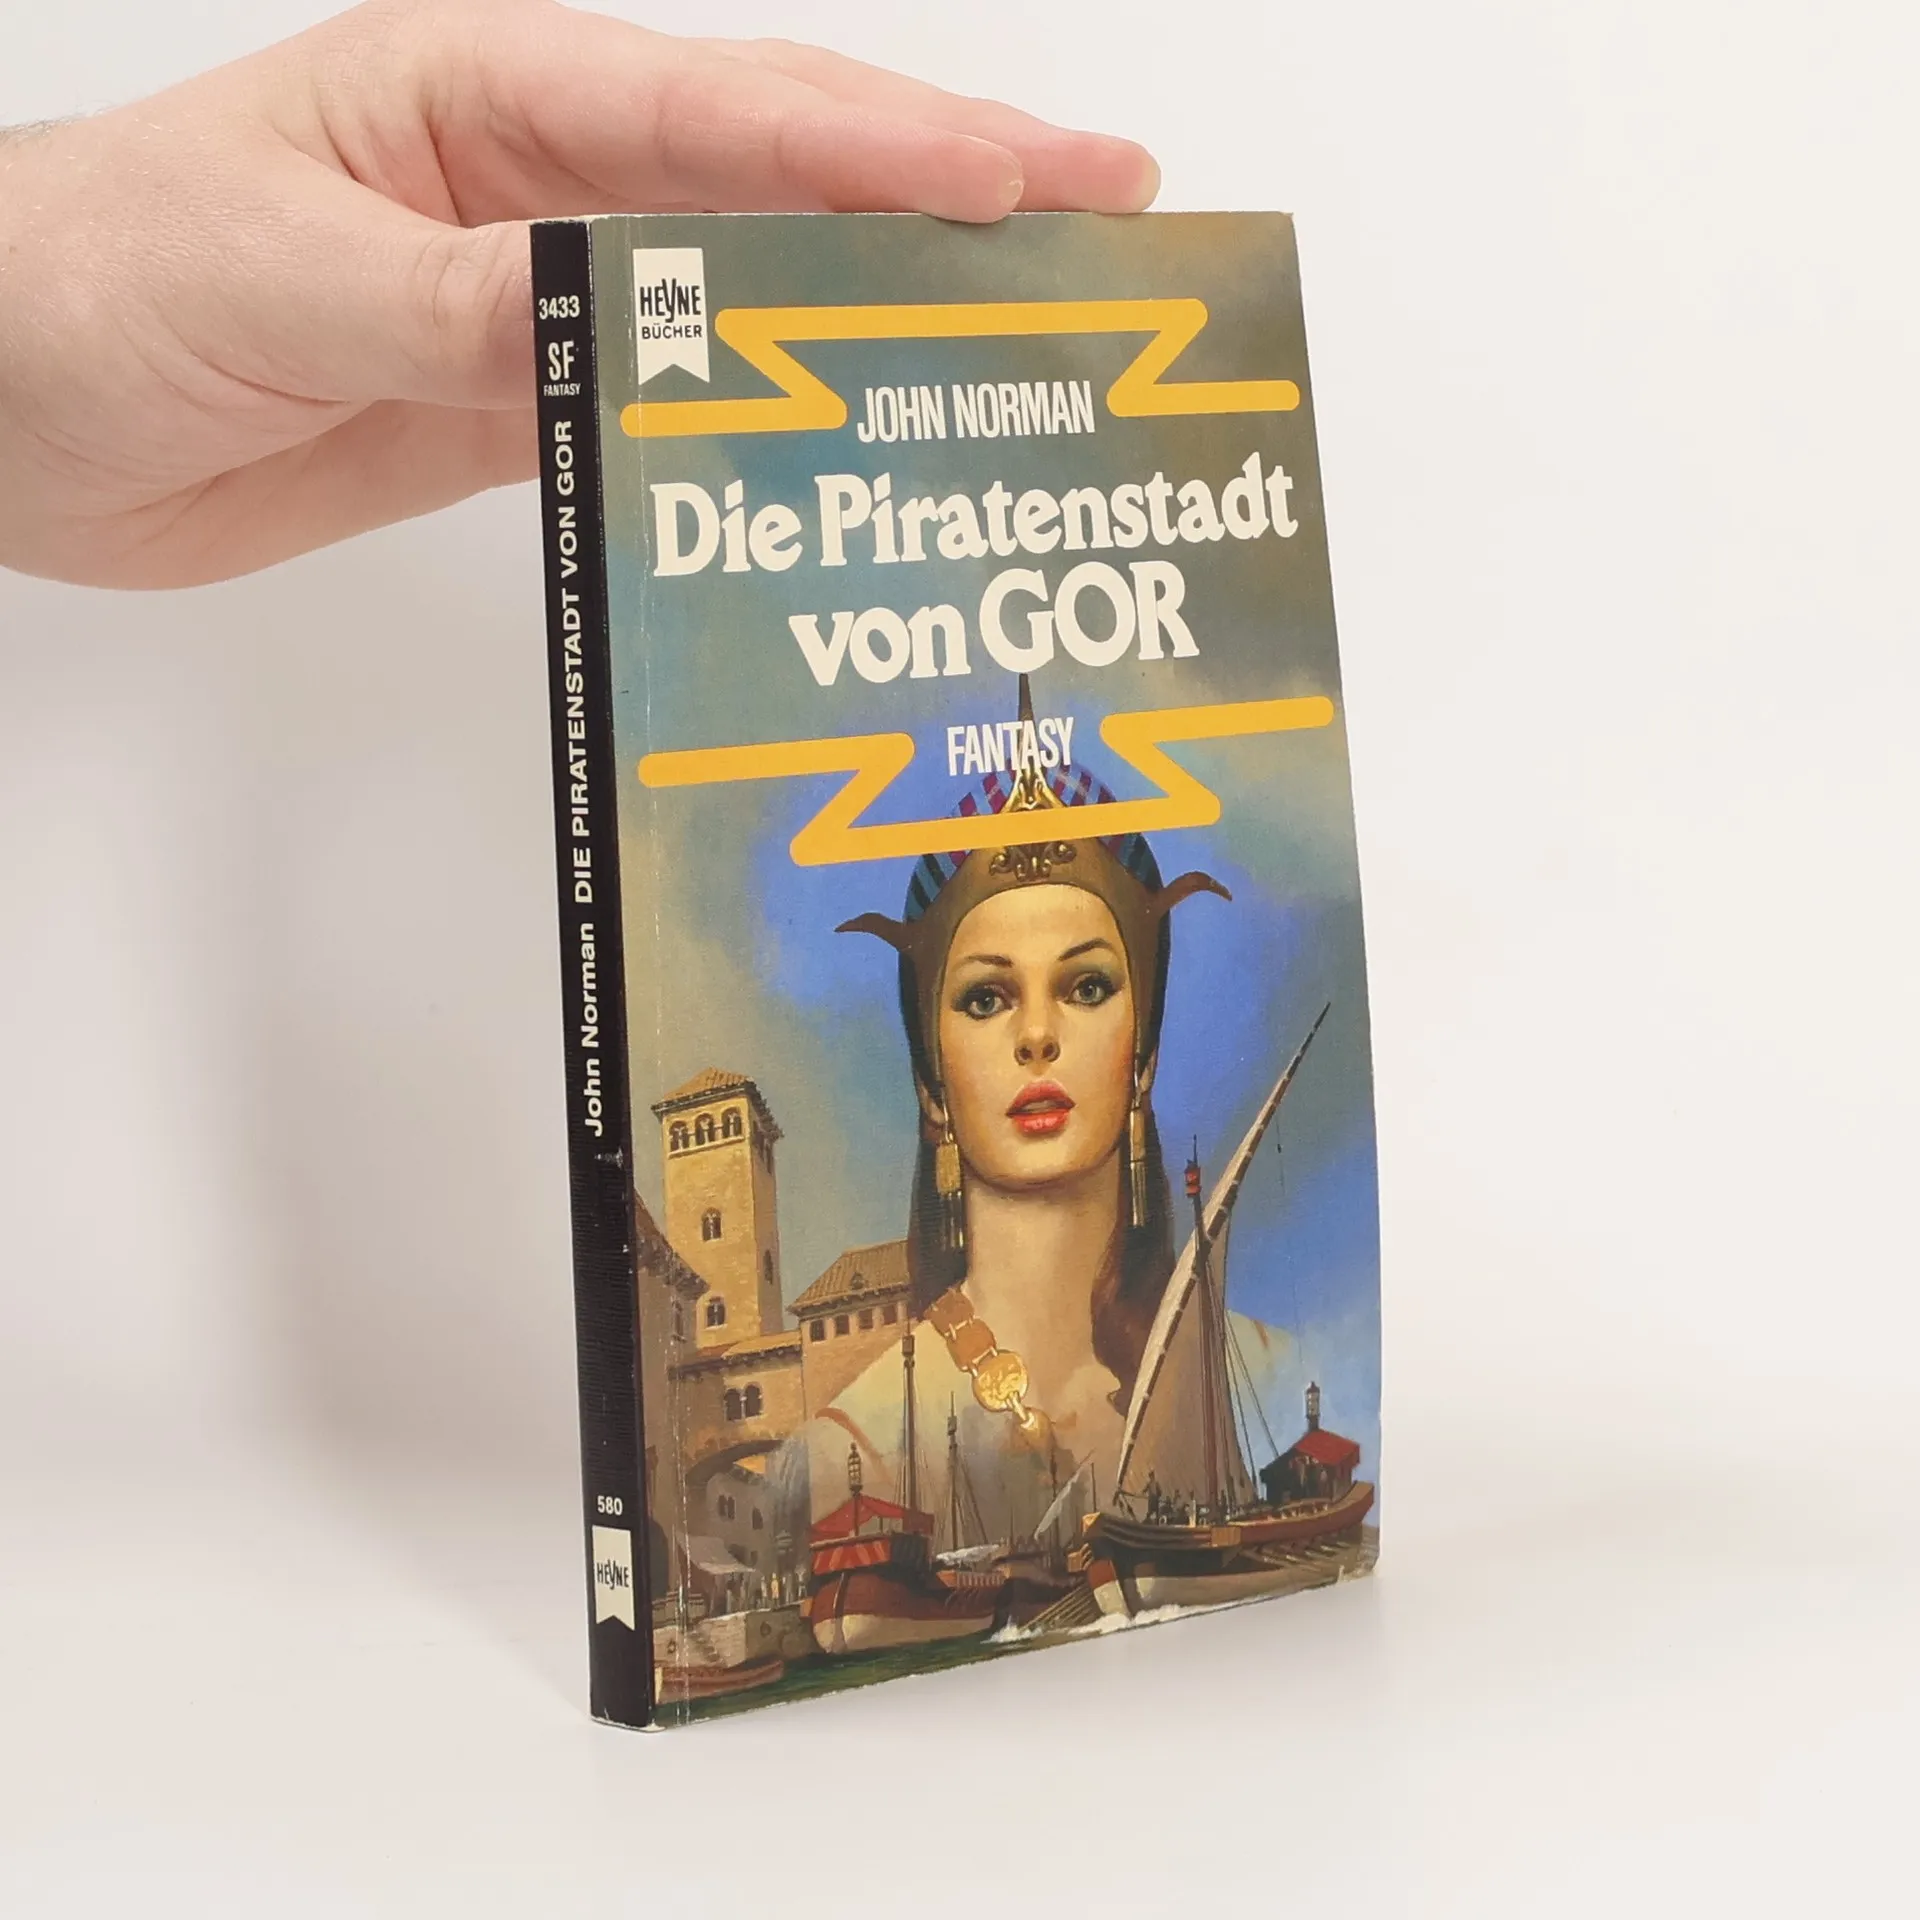 3433
SF
FANTASY
John Norman DIE PIRATENSTADT VON GOR
580
HEYNE
HEYNE
BÜCHER
JOHN NORMAN
Die Piratenstadt
von GOR
FANTASY